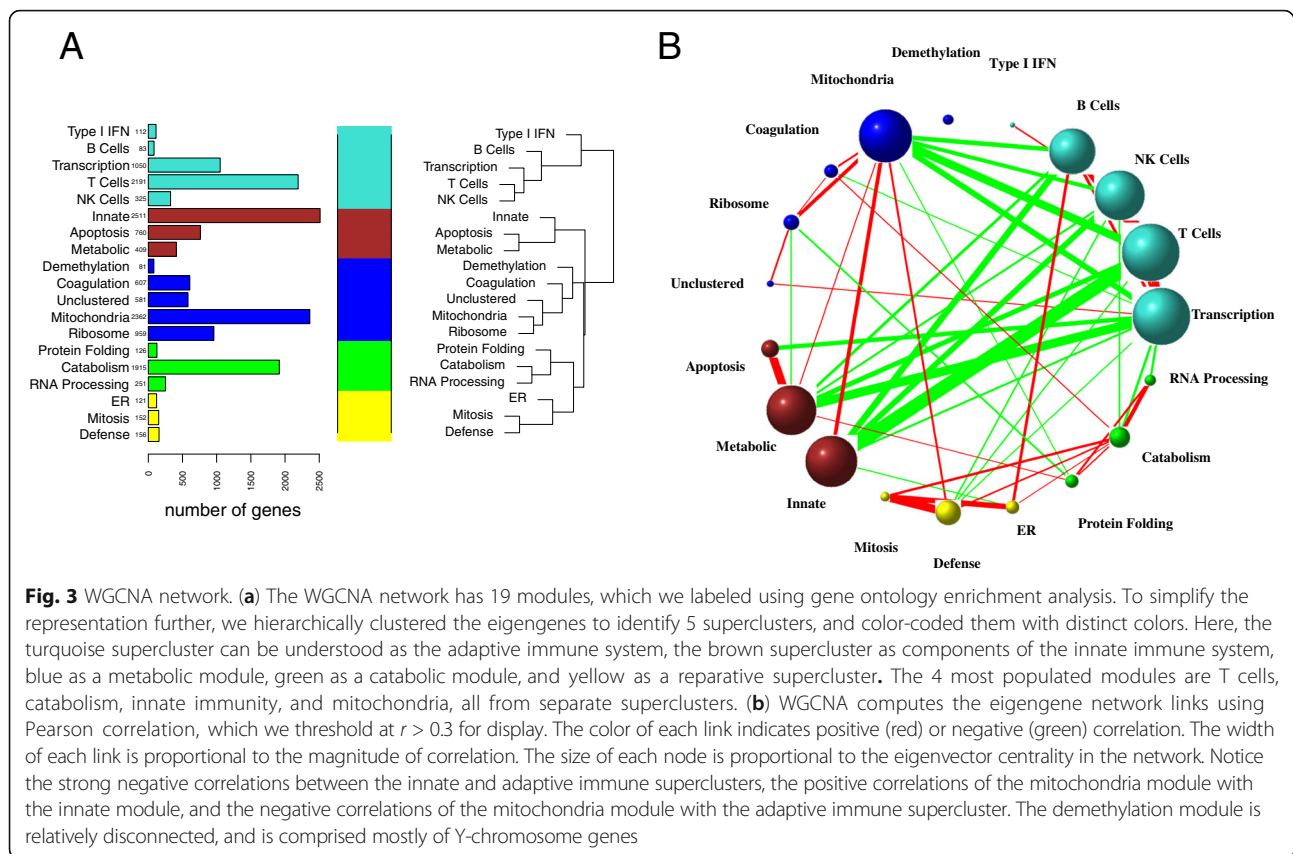 A
Type I IFN 112
B Cells 83
Transcription 1050
T Cells 2191
NK Cells 325
Innate 2511
Apoptosis 760
Metabolic 409
Demethylation 81
Coagulation 607
Unclustered 581
Mitochondria 2362
Ribosome 959
Protein Folding 126
Catabolism 1915
RNA Processing 251
ER 121
Mitosis 152
Defense 156
0 500 1000 1500 2000 2500
number of genes
Type I IFN
B Cells
Transcription
T Cells
NK Cells
Innate
Apoptosis
Metabolic
Demethylation
Coagulation
Unclustered
Mitochondria
Ribosome
Protein Folding
Catabolism
RNA Processing
ER
Mitosis
Defense
B
Demethylation
Type I IFN
Mitochondria
B Cells
Coagulation
NK Cells
Ribosome
T Cells
Unclustered
Transcription
Apoptosis
RNA Processing
Metabolic
Catabolism
Innate
Protein Folding
Mitosis
ER
Defense
Fig. 3 WGCNA network. (a) The WGCNA network has 19 modules, which we labeled using gene ontology enrichment analysis. To simplify the
representation further, we hierarchically clustered the eigengenes to identify 5 superclusters, and color-coded them with distinct colors. Here, the
turquoise supercluster can be understood as the adaptive immune system, the brown supercluster as components of the innate immune system,
blue as a metabolic module, green as a catabolic module, and yellow as a reparative supercluster. The 4 most populated modules are T cells,
catabolism, innate immunity, and mitochondria, all from separate superclusters. (b) WGCNA computes the eigengene network links using
Pearson correlation, which we threshold at r > 0.3 for display. The color of each link indicates positive (red) or negative (green) correlation. The width
of each link is proportional to the magnitude of correlation. The size of each node is proportional to the eigenvector centrality in the network. Notice
the strong negative correlations between the innate and adaptive immune superclusters, the positive correlations of the mitochondria module with
the innate module, and the negative correlations of the mitochondria module with the adaptive immune supercluster. The demethylation module is
relatively disconnected, and is comprised mostly of Y-chromosome genes